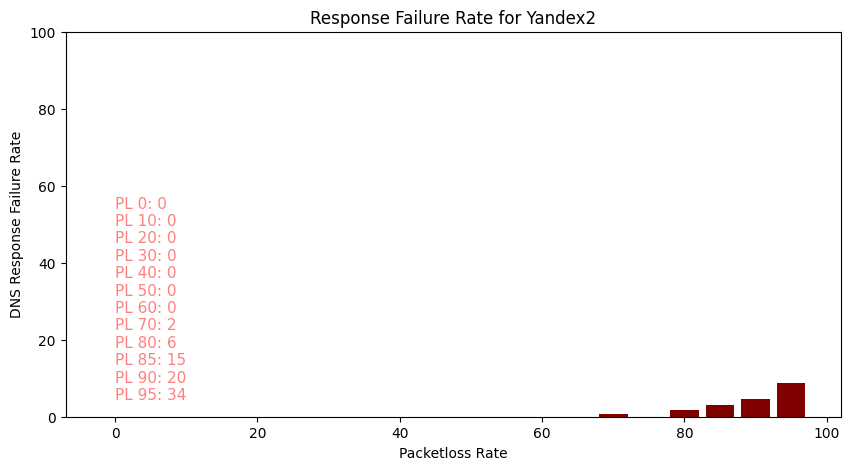 Response Failure Rate for Yandex2
100
80
60
40
20
0
DNS Response Failure Rate
PL 0: 0
PL 10: 0
PL 20: 0
PL 30: 0
PL 40: 0
PL 50: 0
PL 60: 0
PL 70: 2
PL 80: 6
PL 85: 15
PL 90: 20
PL 95: 34
0 20 40 60 80 100
Packetloss Rate